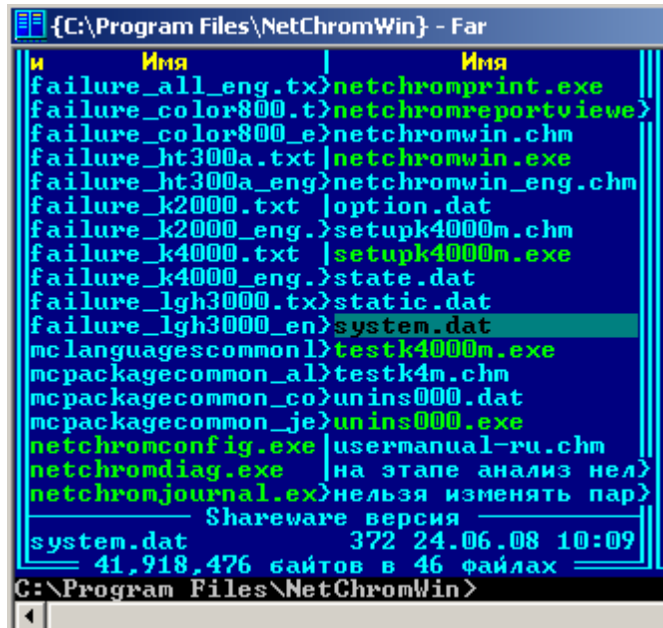 {C:\Program Files\NetChromWin} - Far
и Имя Имя
failure_all_eng.tx}netchromprint.exe
failure_color800.t}netchromreportviewe}
failure_color800_e}netchromwin.chm
failure_ht300a.txt|netchromwin.exe
failure_ht300a_eng}netchromwin_eng.chm
failure_k2000.txt |option.dat
failure_k2000_eng.}setupk4000m.chm
failure_k4000.txt |setupk4000m.exe
failure_k4000_eng.}state.dat
failure_lgh3000.tx}static.dat
failure_lgh3000_en}system.dat
mclanguagescommonl}testk4000m.exe
mcpackagecommon_al}testk4m.chm
mcpackagecommon_co}unins000.dat
mcpackagecommon_je}unins000.exe
netchromconfig.exe |usermanual-ru.chm
netchromdiag.exe |на этапе анализ нел}
netchromjournal.ex}нельзя изменять пар}
Shareware версия
system.dat 372 24.06.08 10:09
41,918,476 байтов в 46 файлах
C:\Program Files\NetChromWin>